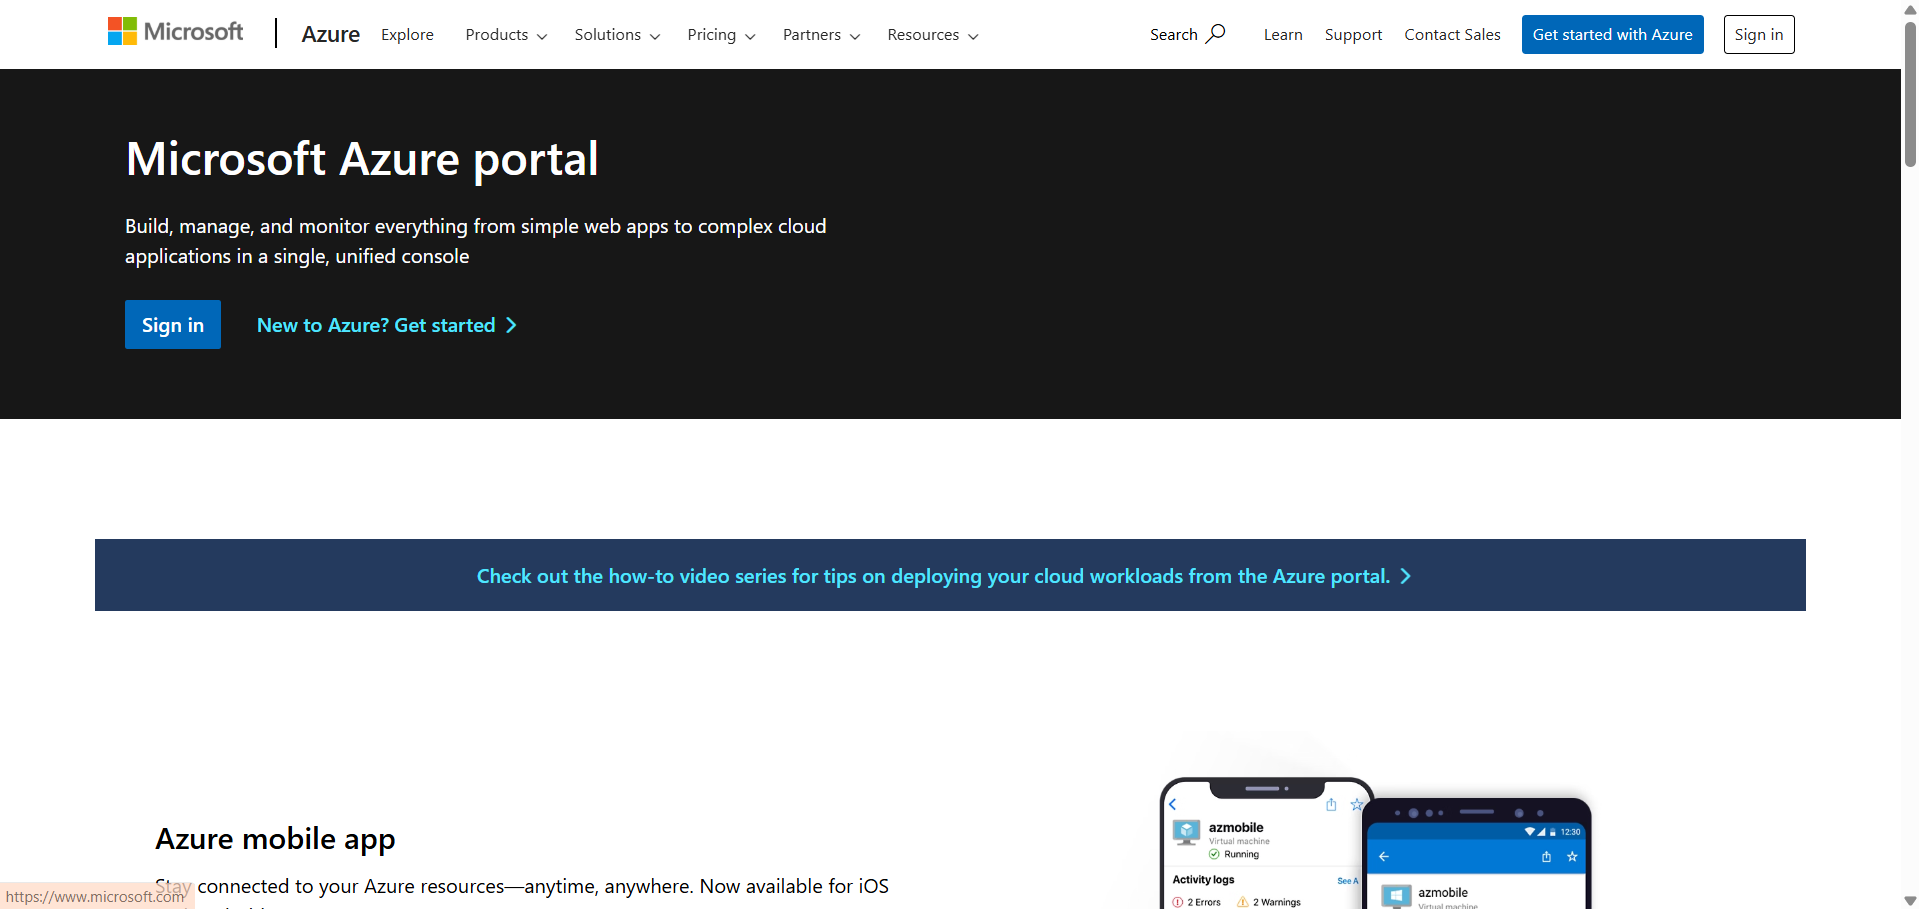 Microsoft
Azure
Explore
Products
Solutions
Pricing
Partners
Resources
Search
Learn
Support
Contact Sales
Get started with Azure
Sign in
Microsoft Azure portal
Build, manage, and monitor everything from simple web apps to complex cloud
applications in a single, unified console
Sign in
New to Azure? Get started
Check out the how-to video series for tips on deploying your cloud workloads from the Azure portal.
Azure mobile app
Stay connected to your Azure resources—anytime, anywhere. Now available for iOS
https://www.microsoft.com
azmobile
Virtual machine
Running
Activity logs
See A
2 Errors
2 Warnings
12:30
azmobile
Virtual machine